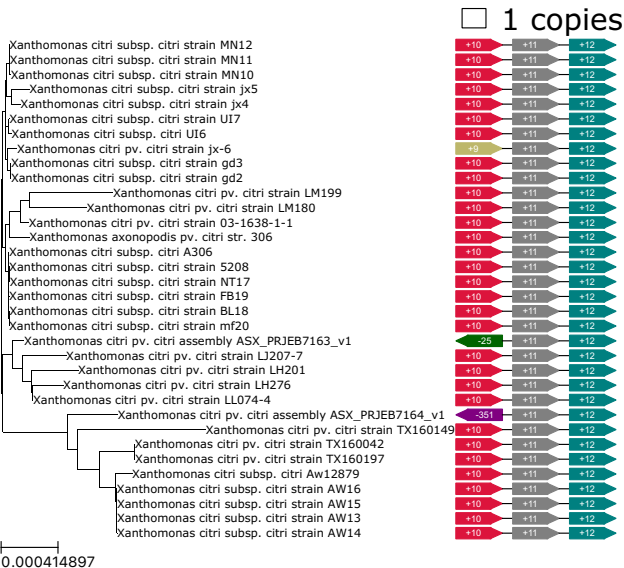 1 copies
Xanthomonas citri subsp. citri strain MN12 +10 +11 +12
Xanthomonas citri subsp. citri strain MN11 +10 +11 +12
Xanthomonas citri subsp. citri strain MN10 +10 +11 +12
Xanthomonas citri subsp. citri strain jx5 +10 +11 +12
Xanthomonas citri subsp. citri strain jx4 +10 +11 +12
Xanthomonas citri subsp. citri strain UI7 +10 +11 +12
Xanthomonas citri subsp. citri UI6 +10 +11 +12
Xanthomonas citri pv. citri strain jx-6 +9 +11 +12
Xanthomonas citri subsp. citri strain gd3 +10 +11 +12
Xanthomonas citri subsp. citri strain gd2 +10 +11 +12
Xanthomonas citri pv. citri strain LM199 +10 +11 +12
Xanthomonas citri pv. citri strain LM180 +10 +11 +12
Xanthomonas citri pv. citri strain 03-1638-1-1 +10 +11 +12
Xanthomonas axonopodis pv. citri str. 306 +10 +11 +12
Xanthomonas citri subsp. citri A306 +10 +11 +12
Xanthomonas citri subsp. citri strain 5208 +10 +11 +12
Xanthomonas citri subsp. citri strain NT17 +10 +11 +12
Xanthomonas citri subsp. citri strain FB19 +10 +11 +12
Xanthomonas citri subsp. citri strain BL18 +10 +11 +12
Xanthomonas citri subsp. citri strain mf20 +10 +11 +12
Xanthomonas citri pv. citri assembly ASX_PRJEB7163_v1 -25 +11 +12
Xanthomonas citri pv. citri strain LJ207-7 +10 +11 +12
Xanthomonas citri pv. citri strain LH201 +10 +11 +12
Xanthomonas citri pv. citri strain LH276 +10 +11 +12
Xanthomonas citri pv. citri strain LL074-4 +10 +11 +12
Xanthomonas citri pv. citri assembly ASX_PRJEB7164_v1 -351 +11 +12
Xanthomonas citri pv. citri strain TX160149 +10 +11 +12
Xanthomonas citri pv. citri strain TX160042 +10 +11 +12
Xanthomonas citri pv. citri strain TX160197 +10 +11 +12
Xanthomonas citri subsp. citri Aw12879 +10 +11 +12
Xanthomonas citri subsp. citri strain AW16 +10 +11 +12
Xanthomonas citri subsp. citri strain AW15 +10 +11 +12
Xanthomonas citri subsp. citri strain AW13 +10 +11 +12
Xanthomonas citri subsp. citri strain AW14 +10 +11 +12
0.000414897